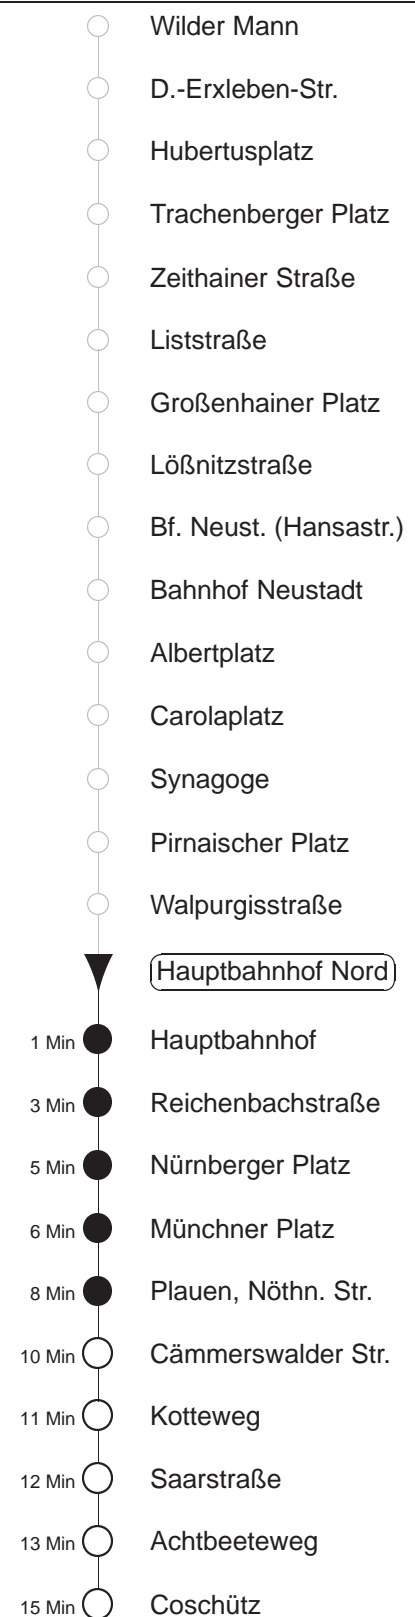 Wilder Mann
D.-Erxleben-Str.
Hubertusplatz
Trachenberger Platz
Zeithainer Straße
Liststraße
Großenhainer Platz
Lößnitzstraße
Bf. Neust. (Hansastr.)
Bahnhof Neustadt
Albertplatz
Carolaplatz
Synagoge
Pirnaischer Platz
Walpurgisstraße
Hauptbahnhof Nord
1 Min Hauptbahnhof
3 Min Reichenbachstraße
5 Min Nürnberger Platz
6 Min Münchner Platz
8 Min Plauen, Nöthn. Str.
10 Min Cämmerswalder Str.
11 Min Kotteweg
12 Min Saarstraße
13 Min Achtbeeteweg
15 Min Coschütz